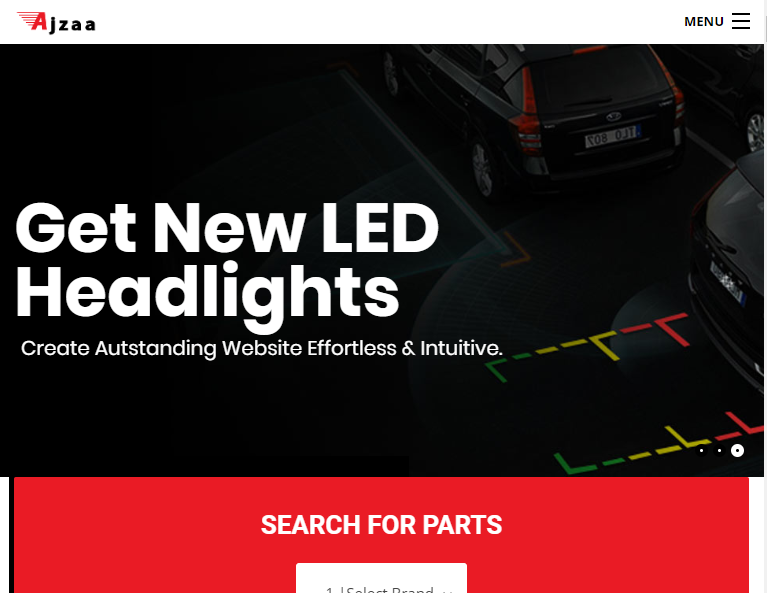 Ajzaa
MENU
Get New LED
Headlights
Create Autstanding Website Effortless & Intuitive.
SEARCH FOR PARTS
1 | Select Brand